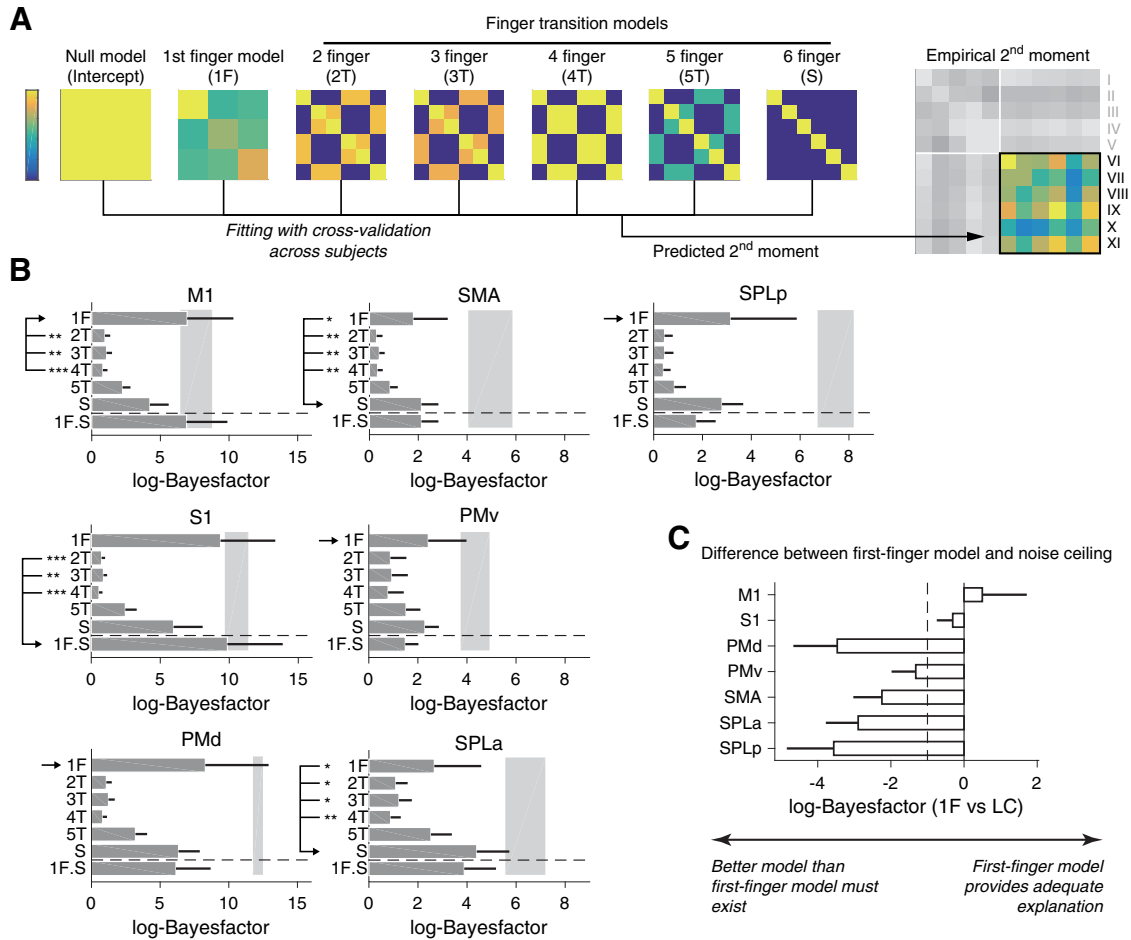 A
Finger transition models
Null model
(Intercept)
1st finger model
(1F)
2 finger
(2T)
3 finger
(3T)
4 finger
(4T)
5 finger
(5T)
6 finger
(S)
Empirical 2nd moment
I
II
III
IV
V
VI
VII
VIII
IX
X
XI
Fitting with cross-validation
across subjects
Predicted 2nd moment
B
M1
1F
** 2T
** 3T
*** 4T
5T
S
1F.S
0 5 10 15
log-Bayesfactor
SMA
* 1F
** 2T
** 3T
** 4T
5T
S
1F.S
0 2 4 6 8
log-Bayesfactor
SPLp
1F
2T
3T
4T
5T
S
1F.S
0 2 4 6 8
log-Bayesfactor
S1
1F
*** 2T
** 3T
*** 4T
5T
S
1F.S
0 5 10 15
log-Bayesfactor
PMv
1F
2T
3T
4T
5T
S
1F.S
0 2 4 6 8
log-Bayesfactor
PMd
1F
2T
3T
4T
5T
S
1F.S
0 5 10 15
log-Bayesfactor
SPLa
* 1F
* 2T
* 3T
** 4T
5T
S
1F.S
0 2 4 6 8
log-Bayesfactor
C
Difference between first-finger model and noise ceiling
M1
S1
PMd
PMv
SMA
SPLa
SPLp
-4 -2 0 2
log-Bayesfactor (1F vs LC)
Better model than
first-finger model must
exist
First-finger model
provides adequate
explanation